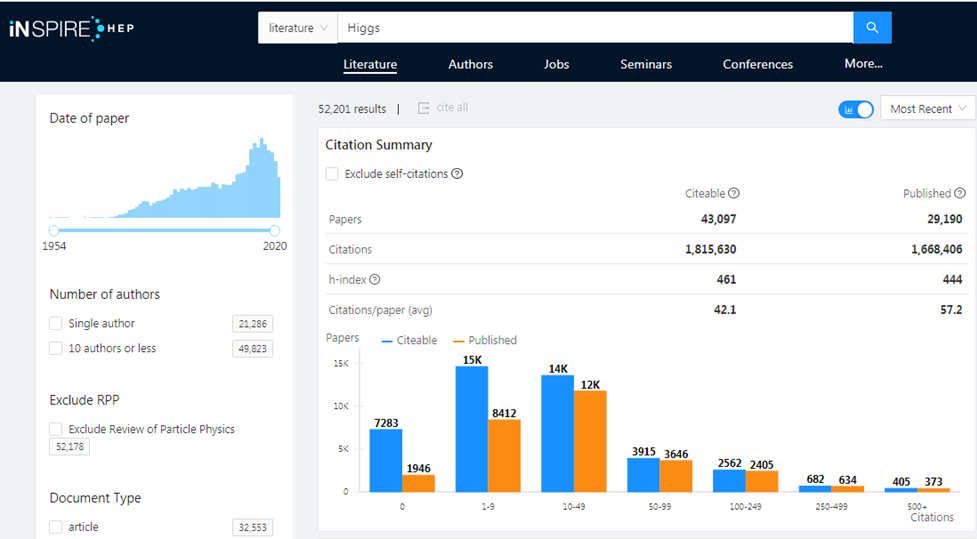 iNSPIRE HEP
literature
Higgs
Literature Authors Jobs Seminars Conferences More...
Date of paper
1954 2020
Number of authors
Single author 21,286
10 authors or less 49,823
Exclude RPP
Exclude Review of Particle Physics
52,178
Document Type
article 32,553
52,201 results | cite all Most Recent
Citation Summary
Exclude self-citations
Citeable Published
Papers 43,097 29,190
Citations 1,815,630 1,668,406
h-index 461 444
Citations/paper (avg) 42.1 57.2
Papers Citeable Published
15K
10K
5K
0
7283 1946
15K 8412
14K 12K
3915 3646
2562 2405
682 634
405 373
0 1-9 10-49 50-99 100-249 250-499 500+
Citations